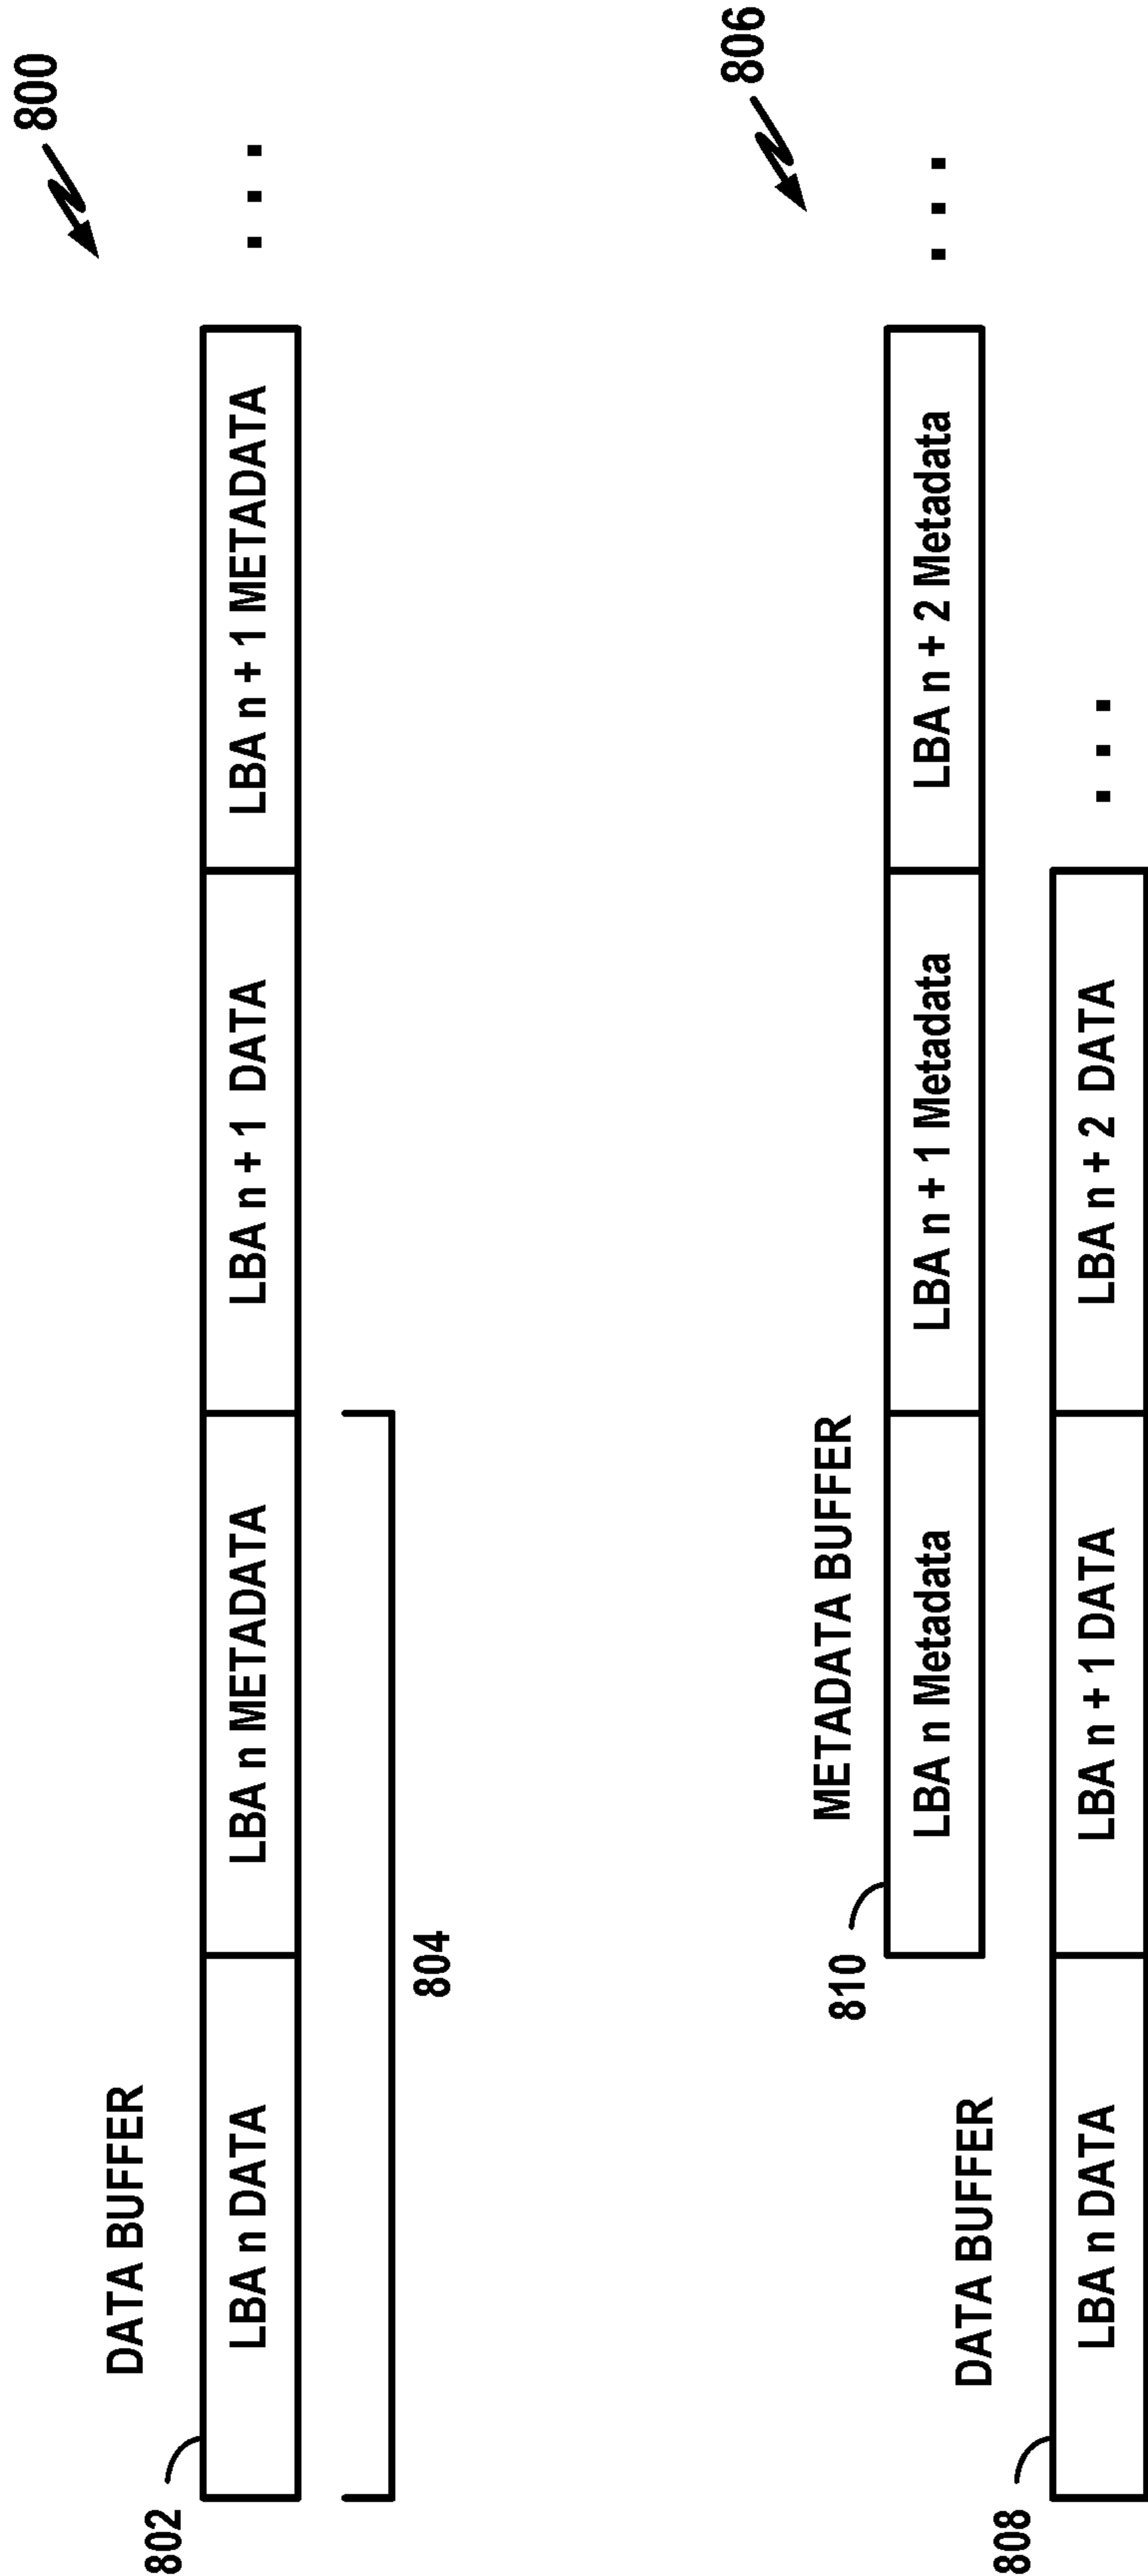 800
DATA BUFFER
802
LBA n DATA
LBA n METADATA
LBA n + 1 DATA
LBA n + 1 METADATA
. . .
804
806
METADATA BUFFER
810
LBA n Metadata
LBA n + 1 Metadata
LBA n + 2 Metadata
. . .
DATA BUFFER
808
LBA n DATA
LBA n + 1 DATA
LBA n + 2 DATA
. . .